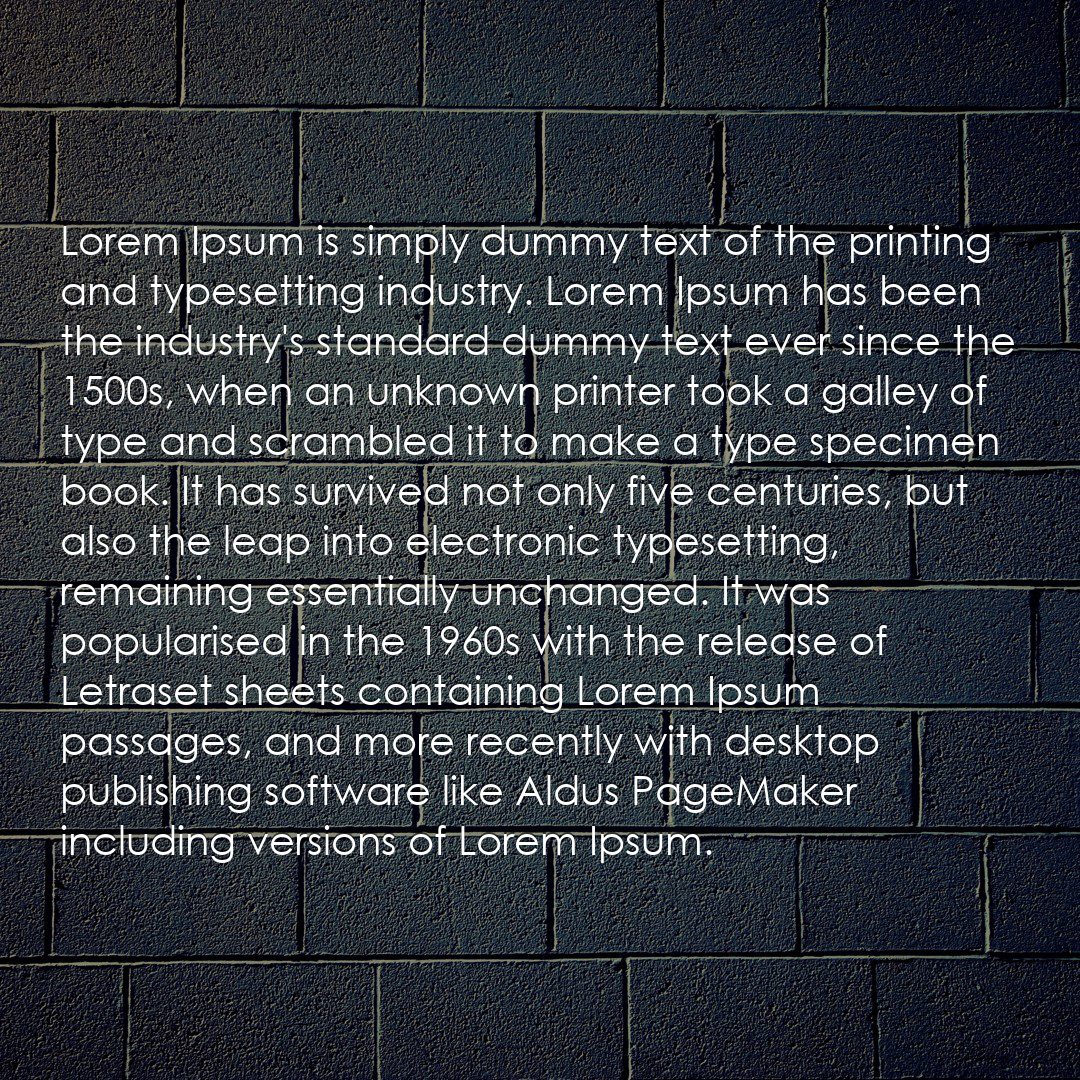 Lorem Ipsum is simply dummy text of the printing
and typesetting industry. Lorem Ipsum has been
the industry's standard dummy text ever since the
1500s, when an unknown printer took a galley of
type and scrambled it to make a type specimen
book. It has survived not only five centuries, but
also the leap into electronic typesetting,
remaining essentially unchanged. It was
popularised in the 1960s with the release of
Letraset sheets containing Lorem Ipsum
passages, and more recently with desktop
publishing software like Aldus PageMaker
including versions of Lorem Ipsum.